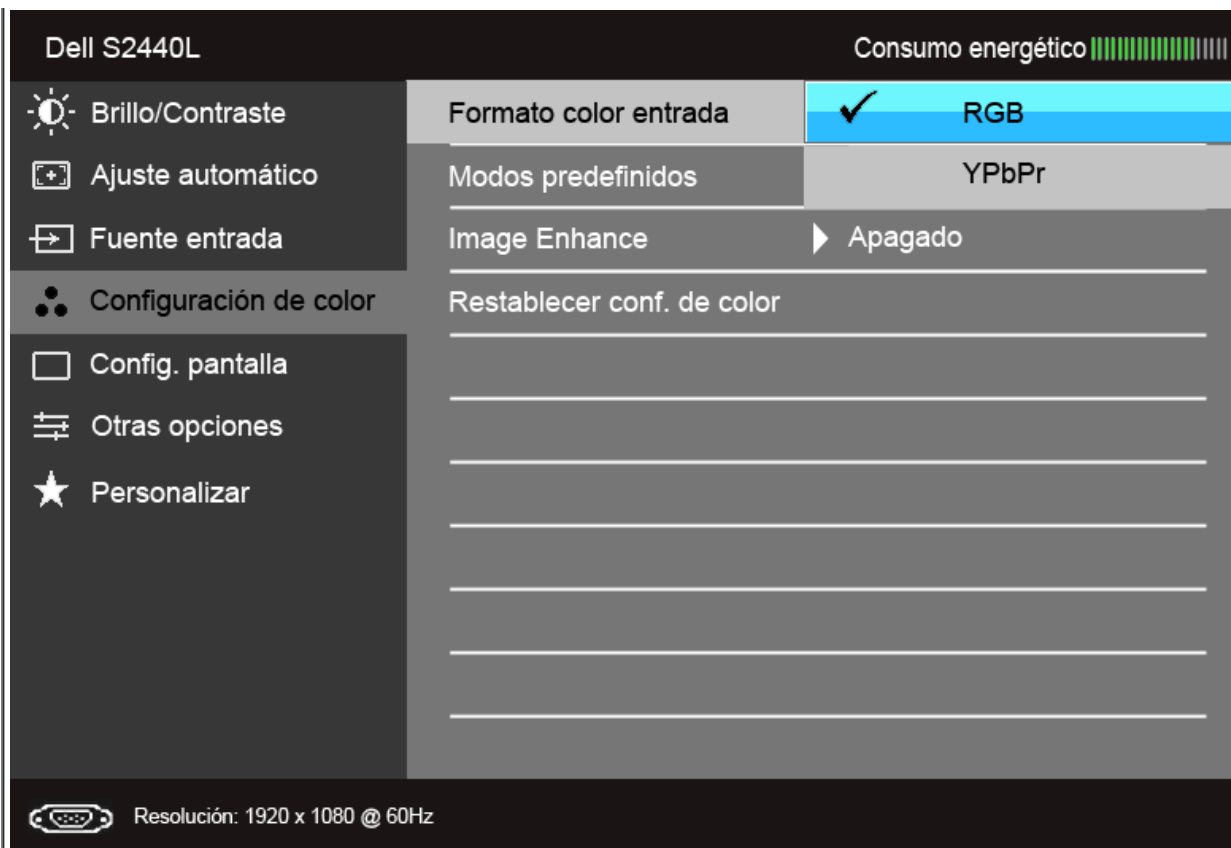 Dell S2440L
Consumo energético
Brillo/Contraste
Ajuste automático
Fuente entrada
Configuración de color
Config. pantalla
Otras opciones
Personalizar
Formato color entrada
RGB
YPbPr
Modos predefinidos
Image Enhance
Apagado
Restablecer conf. de color
Resolución: 1920 x 1080 @ 60Hz